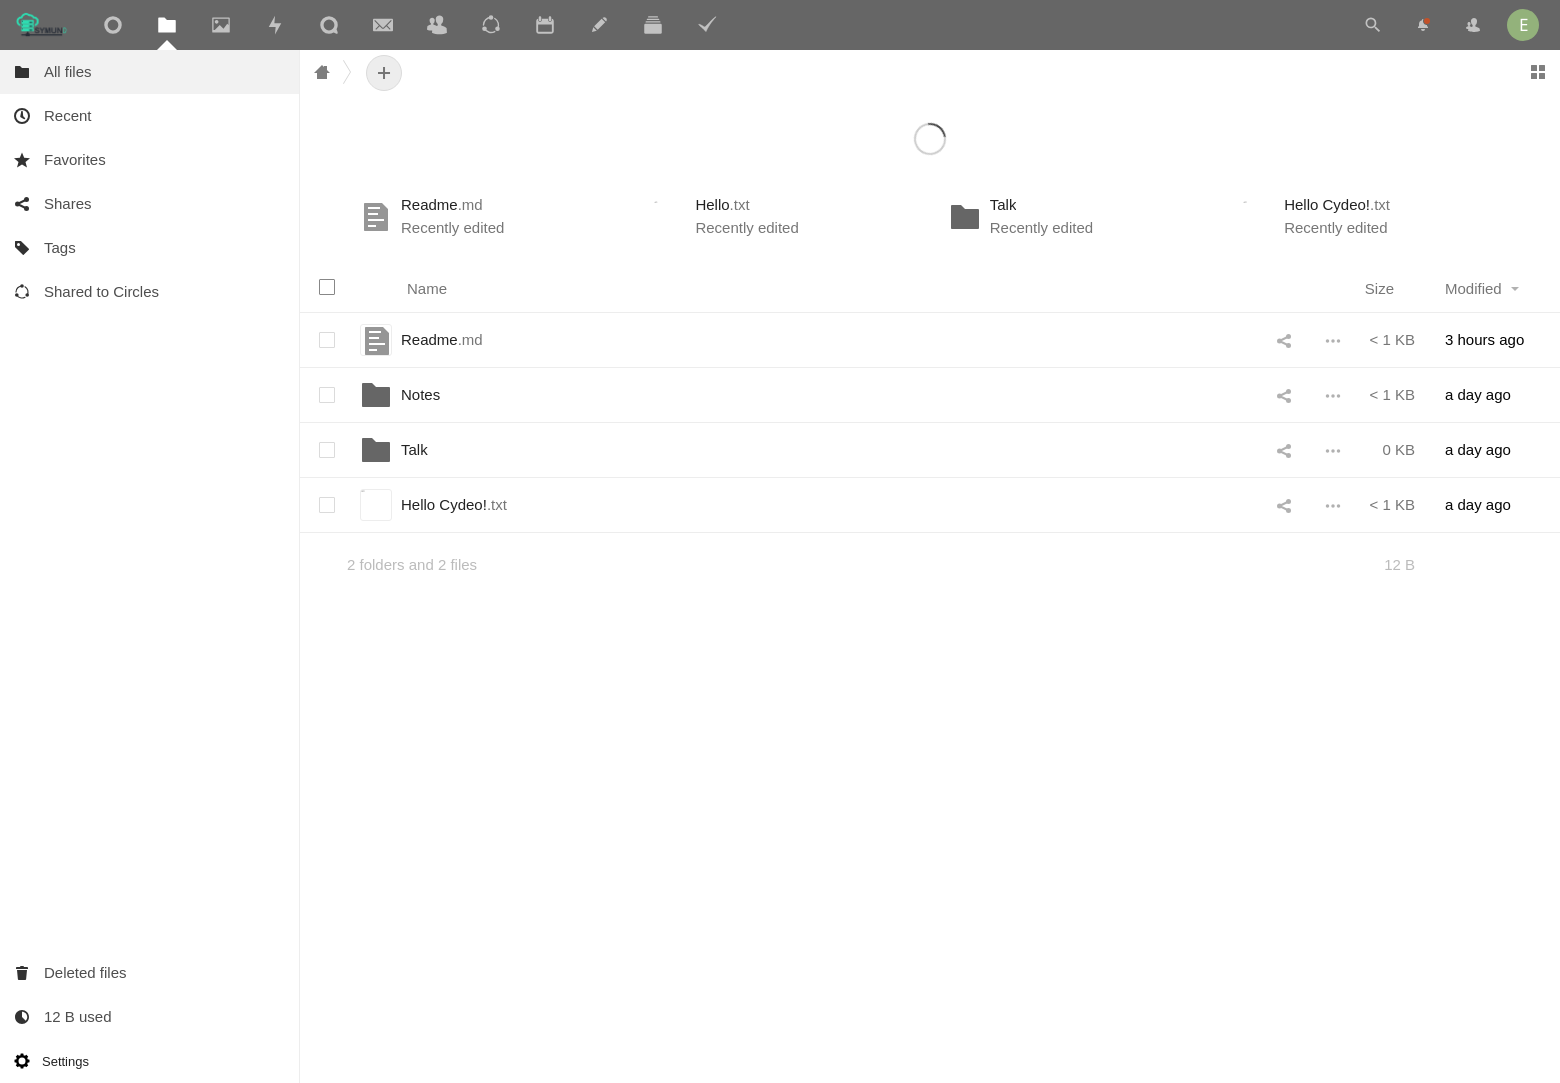 E
All files
Recent
Favorites
Shares
Tags
Shared to Circles
Readme.md
Recently edited
Hello.txt
Recently edited
Talk
Recently edited
Hello Cydeo!.txt
Recently edited
Name Size Modified
Readme.md < 1 KB 3 hours ago
Notes < 1 KB a day ago
Talk 0 KB a day ago
Hello Cydeo!.txt < 1 KB a day ago
2 folders and 2 files 12 B
Deleted files
12 B used
Settings